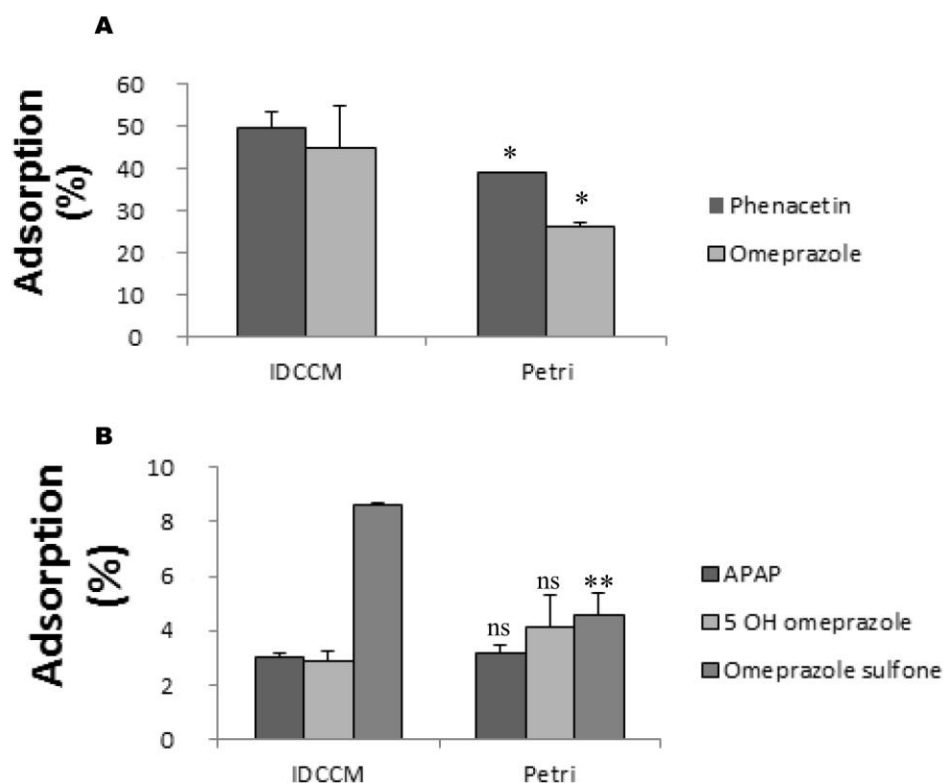 A
Adsorption
(%)
60
50
40
30
20
10
0
*
*
IDCCM
Petri
Phenacetin
Omeprazole
B
Adsorption
(%)
10
8
6
4
2
0
ns
ns
**
IDCCM
Petri
APAP
5 OH omeprazole
Omeprazole sulfone